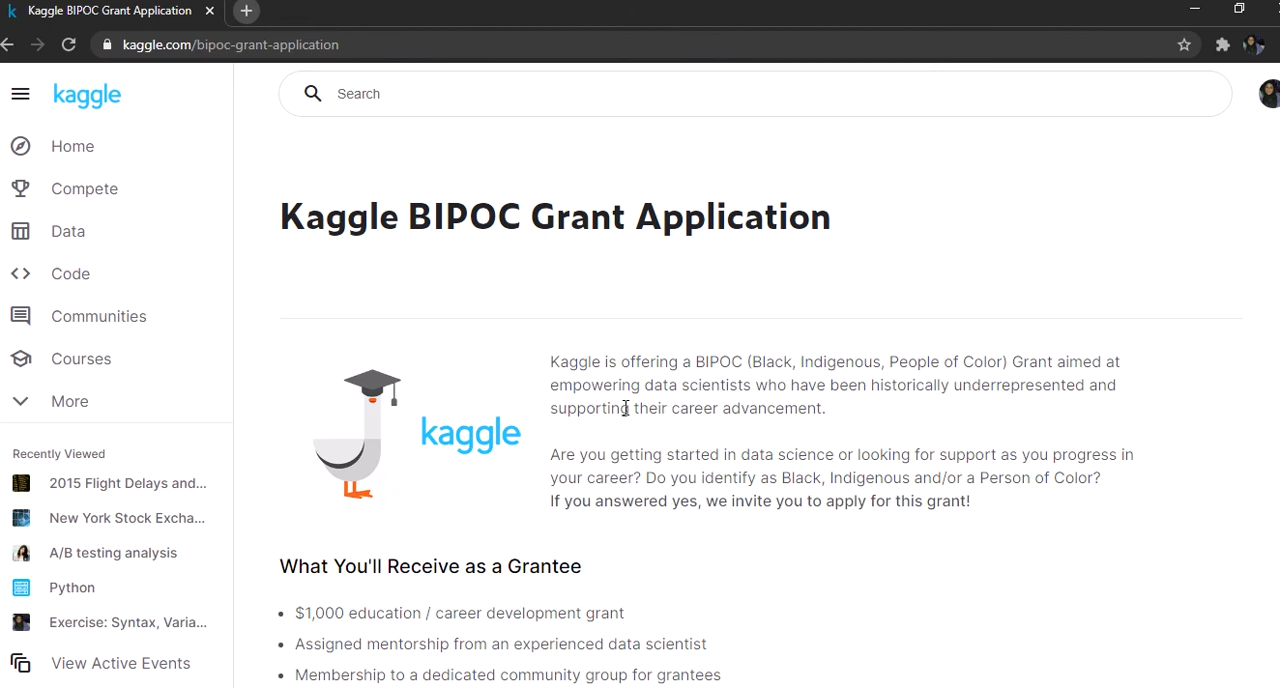 Kaggle BIPOC Grant Application
kaggle.com/bipoc-grant-application
kaggle
Search
Home
Compete
Data
Code
Communities
Courses
More
Recently Viewed
2015 Flight Delays and...
New York Stock Excha...
A/B testing analysis
Python
Exercise: Syntax, Varia...
View Active Events
Kaggle BIPOC Grant Application
kaggle
Kaggle is offering a BIPOC (Black, Indigenous, People of Color) Grant aimed at
empowering data scientists who have been historically underrepresented and
supporting their career advancement.
Are you getting started in data science or looking for support as you progress in
your career? Do you identify as Black, Indigenous and/or a Person of Color?
If you answered yes, we invite you to apply for this grant!
What You'll Receive as a Grantee
• $1,000 education / career development grant
• Assigned mentorship from an experienced data scientist
• Membership to a dedicated community group for grantees